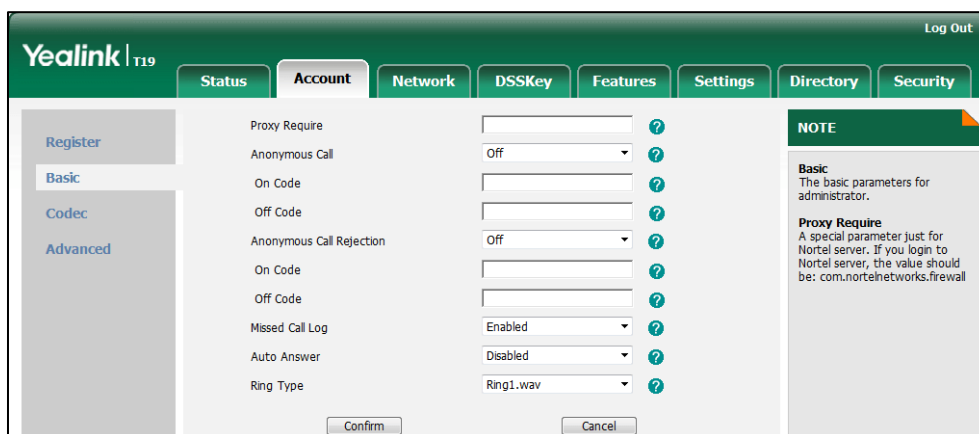 Log Out
Yealink T19
Status Account Network DSSKey Features Settings Directory Security
Register
Basic
Codec
Advanced
Proxy Require
Anonymous Call Off
On Code
Off Code
Anonymous Call Rejection Off
On Code
Off Code
Missed Call Log Enabled
Auto Answer Disabled
Ring Type Ring1.wav
Confirm Cancel
NOTE
Basic
The basic parameters for
administrator.
Proxy Require
A special parameter just for
Nortel server. If you login to
Nortel server, the value should
be: com.nortelnetworks.firewall